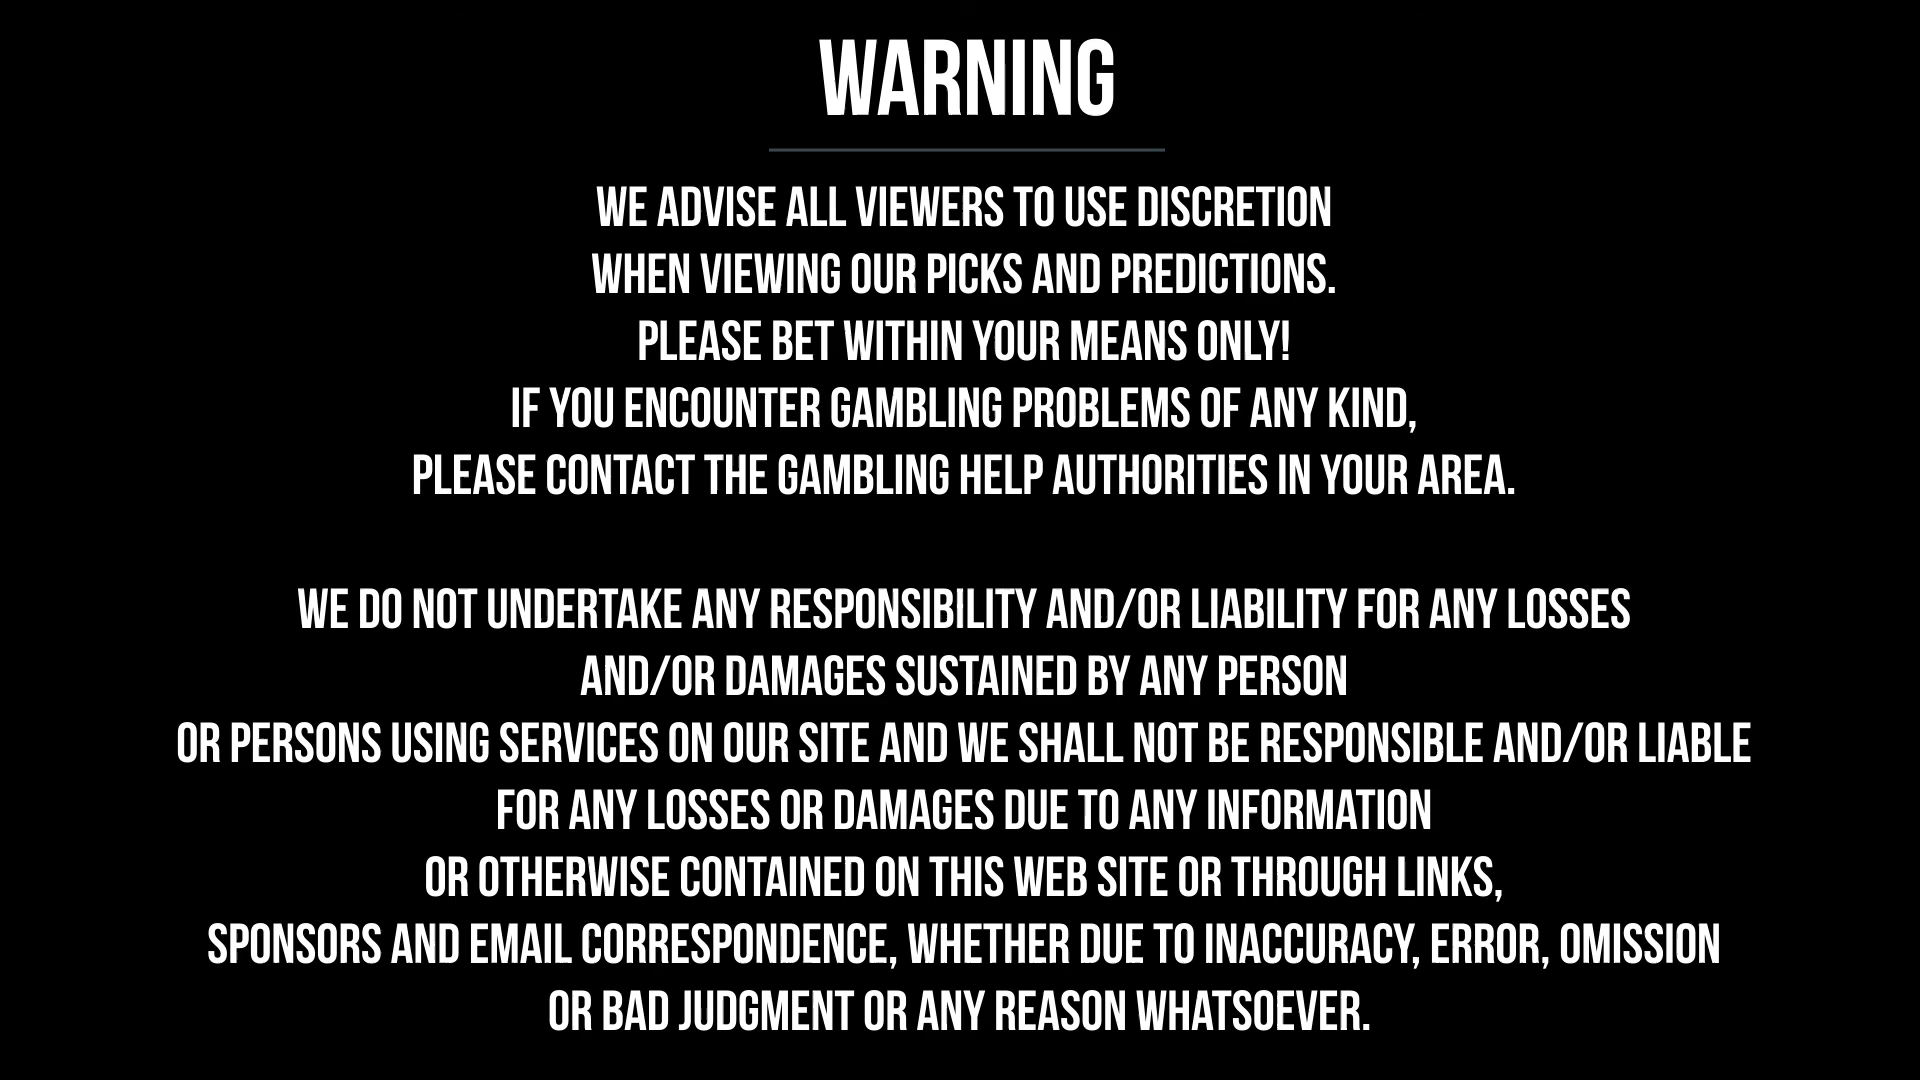 WARNING
WE ADVISE ALL VIEWERS TO USE DISCRETION
WHEN VIEWING OUR PICKS AND PREDICTIONS.
PLEASE BET WITHIN YOUR MEANS ONLY!
IF YOU ENCOUNTER GAMBLING PROBLEMS OF ANY KIND,
PLEASE CONTACT THE GAMBLING HELP AUTHORITIES IN YOUR AREA.
WE DO NOT UNDERTAKE ANY RESPONSIBILITY AND/OR LIABILITY FOR ANY LOSSES
AND/OR DAMAGES SUSTAINED BY ANY PERSON
OR PERSONS USING SERVICES ON OUR SITE AND WE SHALL NOT BE RESPONSIBLE AND/OR LIABLE
FOR ANY LOSSES OR DAMAGES DUE TO ANY INFORMATION
OR OTHERWISE CONTAINED ON THIS WEB SITE OR THROUGH LINKS,
SPONSORS AND EMAIL CORRESPONDENCE, WHETHER DUE TO INACCURACY, ERROR, OMISSION
OR BAD JUDGMENT OR ANY REASON WHATSOEVER.